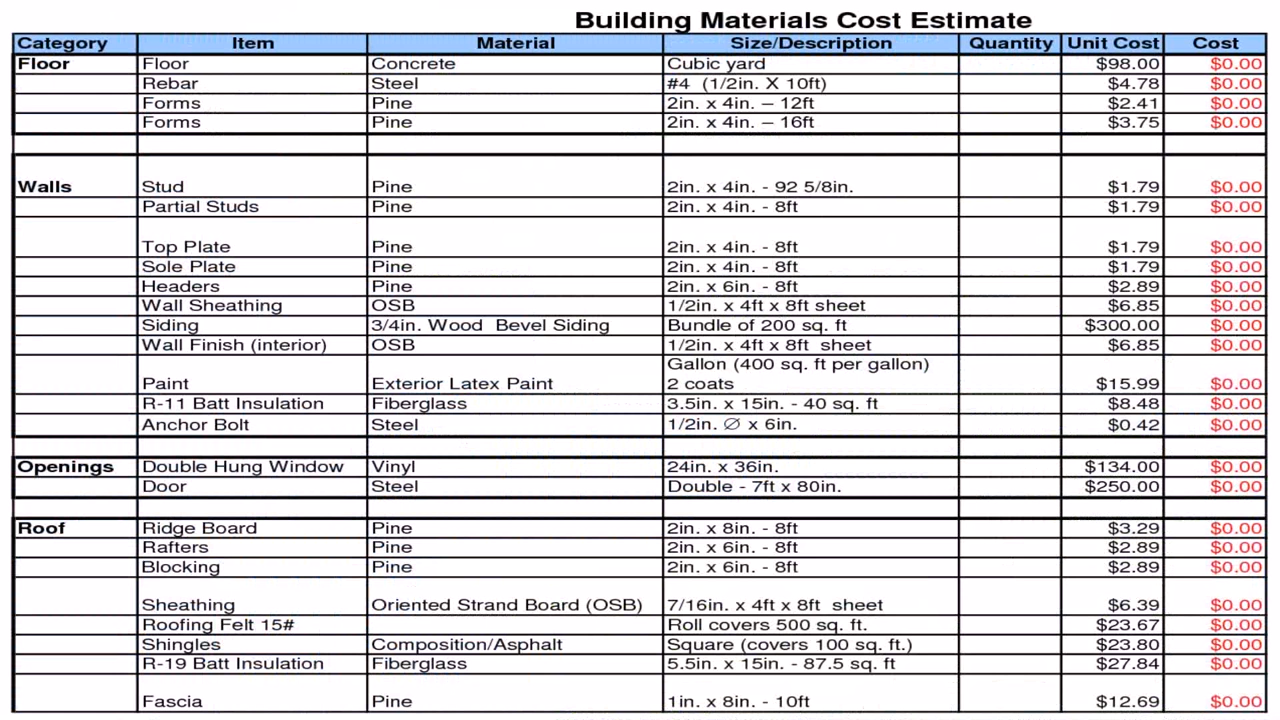 Building Materials Cost Estimate
Category Item Material Size/Description Quantity Unit Cost Cost
Floor Floor Concrete Cubic yard $98.00 $0.00
Rebar Steel #4 (1/2in. X 10ft) $4.78 $0.00
Forms Pine 2in. x 4in. – 12ft $2.41 $0.00
Forms Pine 2in. x 4in. – 16ft $3.75 $0.00
Walls Stud Pine 2in. x 4in. - 92 5/8in. $1.79 $0.00
Partial Studs Pine 2in. x 4in. - 8ft $1.79 $0.00
Top Plate Pine 2in. x 4in. - 8ft $1.79 $0.00
Sole Plate Pine 2in. x 4in. - 8ft $1.79 $0.00
Headers Pine 2in. x 6in. - 8ft $2.89 $0.00
Wall Sheathing OSB 1/2in. x 4ft x 8ft sheet $6.85 $0.00
Siding 3/4in. Wood Bevel Siding Bundle of 200 sq. ft $300.00 $0.00
Wall Finish (interior) OSB 1/2in. x 4ft x 8ft sheet $6.85 $0.00
Gallon (400 sq. ft per gallon)
Paint Exterior Latex Paint 2 coats $15.99 $0.00
R-11 Batt Insulation Fiberglass 3.5in. x 15in. - 40 sq. ft $8.48 $0.00
Anchor Bolt Steel 1/2in. ∅ x 6in. $0.42 $0.00
Openings Double Hung Window Vinyl 24in. x 36in. $134.00 $0.00
Door Steel Double - 7ft x 80in. $250.00 $0.00
Roof Ridge Board Pine 2in. x 8in. - 8ft $3.29 $0.00
Rafters Pine 2in. x 6in. - 8ft $2.89 $0.00
Blocking Pine 2in. x 6in. - 8ft $2.89 $0.00
Sheathing Oriented Strand Board (OSB) 7/16in. x 4ft x 8ft sheet $6.39 $0.00
Roofing Felt 15# Roll covers 500 sq. ft. $23.67 $0.00
Shingles Composition/Asphalt Square (covers 100 sq. ft.) $23.80 $0.00
R-19 Batt Insulation Fiberglass 5.5in. x 15in. - 87.5 sq. ft $27.84 $0.00
Fascia Pine 1in. x 8in. - 10ft $12.69 $0.00